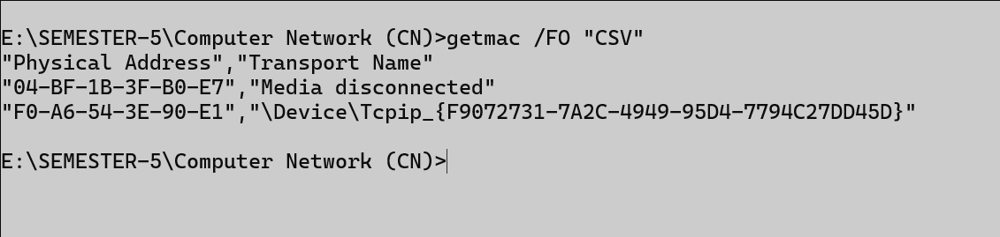 E:\SEMESTER-5\Computer Network (CN)>getmac /FO "CSV"
"Physical Address","Transport Name"
"04-BF-1B-3F-B0-E7","Media disconnected"
"F0-A6-54-3E-90-E1","\Device\Tcpip_{F9072731-7A2C-4949-95D4-7794C27DD45D}"
E:\SEMESTER-5\Computer Network (CN)>